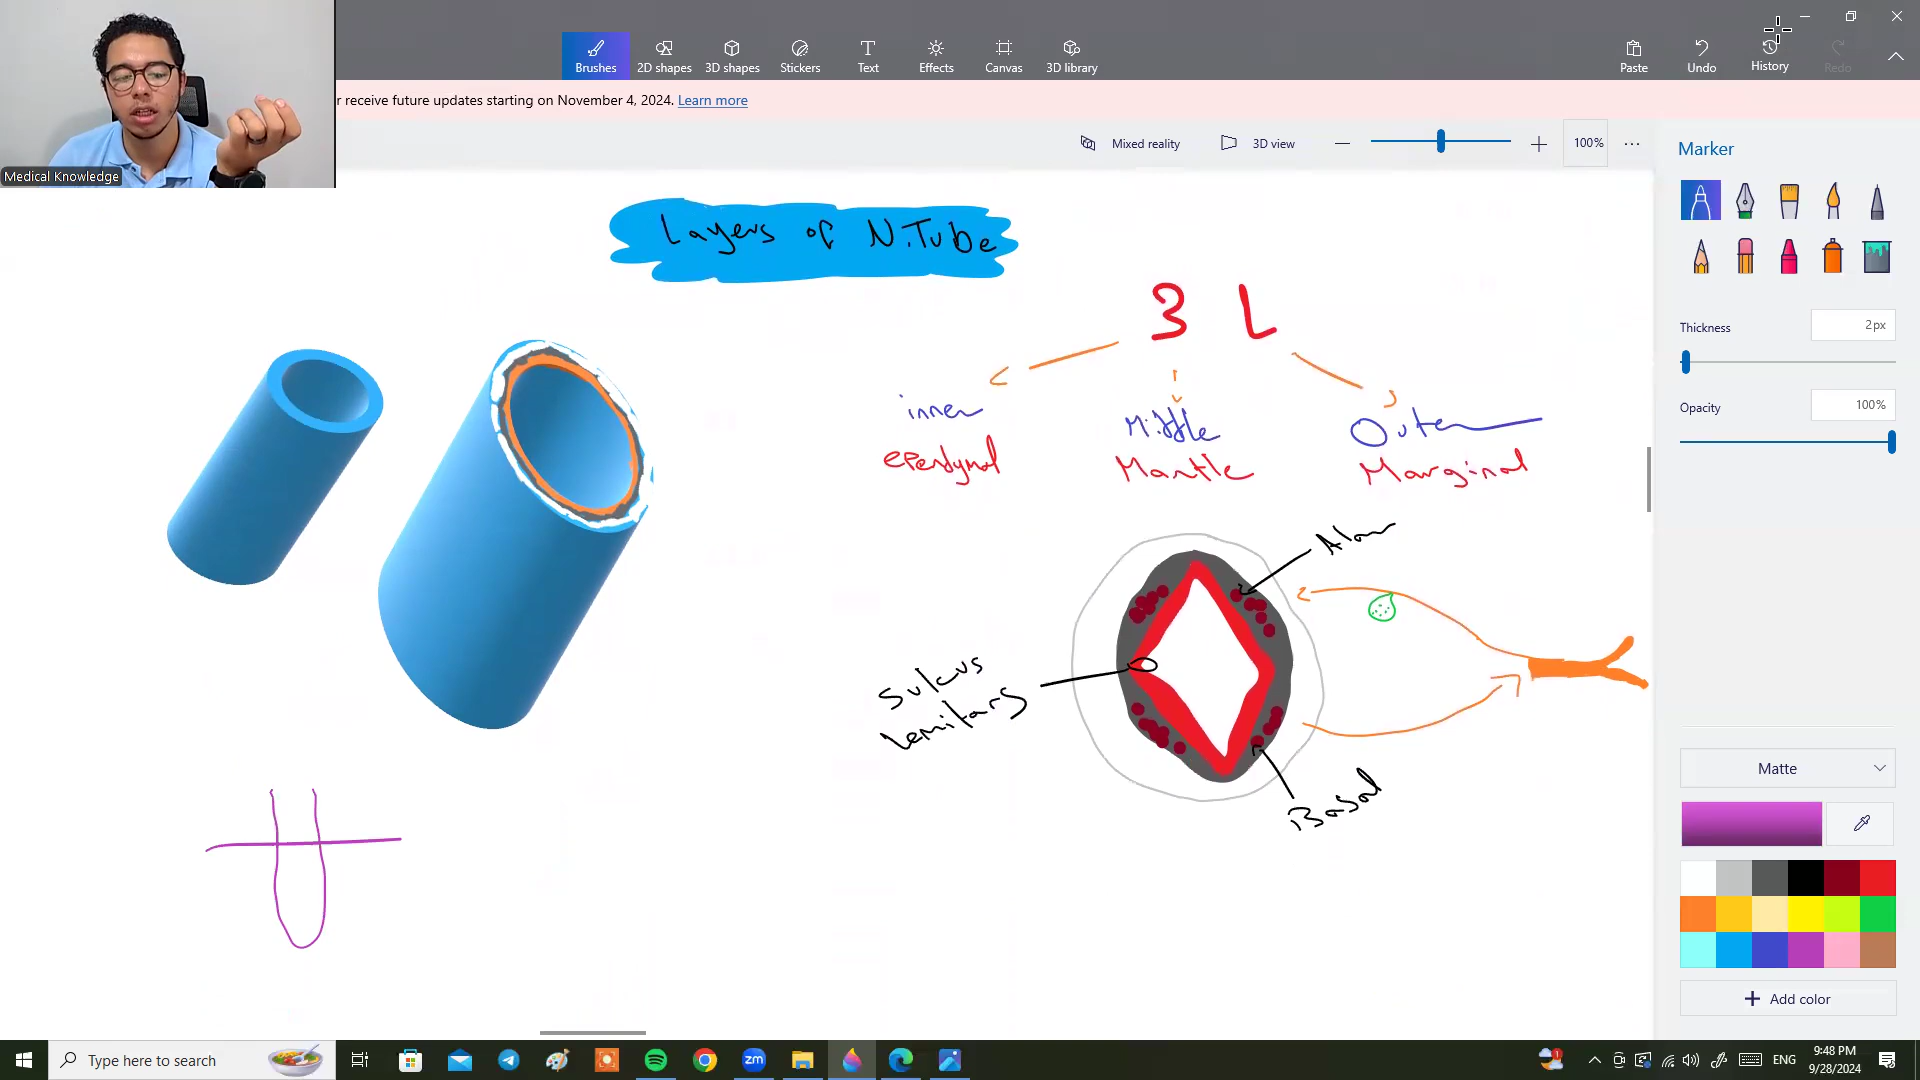 Brushes
2D shapes
3D shapes
Stickers
Text
Effects
Canvas
3D library
Paste
Undo
History
Redo
r receive future updates starting on November 4, 2024. Learn more
Medical Knowledge
Mixed reality
3D view
100%
Marker
Layers of N.Tube
3 L
inner
Middle
Outer
ependymal
Mantle
Marginal
Thickness
2px
Opacity
100%
Alar
Sulcus
Basal
Matte
Add color
Type here to search
zm
ENG
9:48 PM
9/28/2024